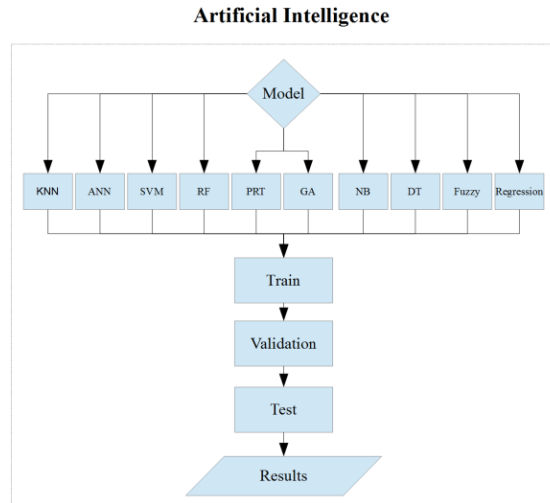 Artificial Intelligence
Model
KNN
ANN
SVM
RF
PRT
GA
NB
DT
Fuzzy
Regression
Train
Validation
Test
Results